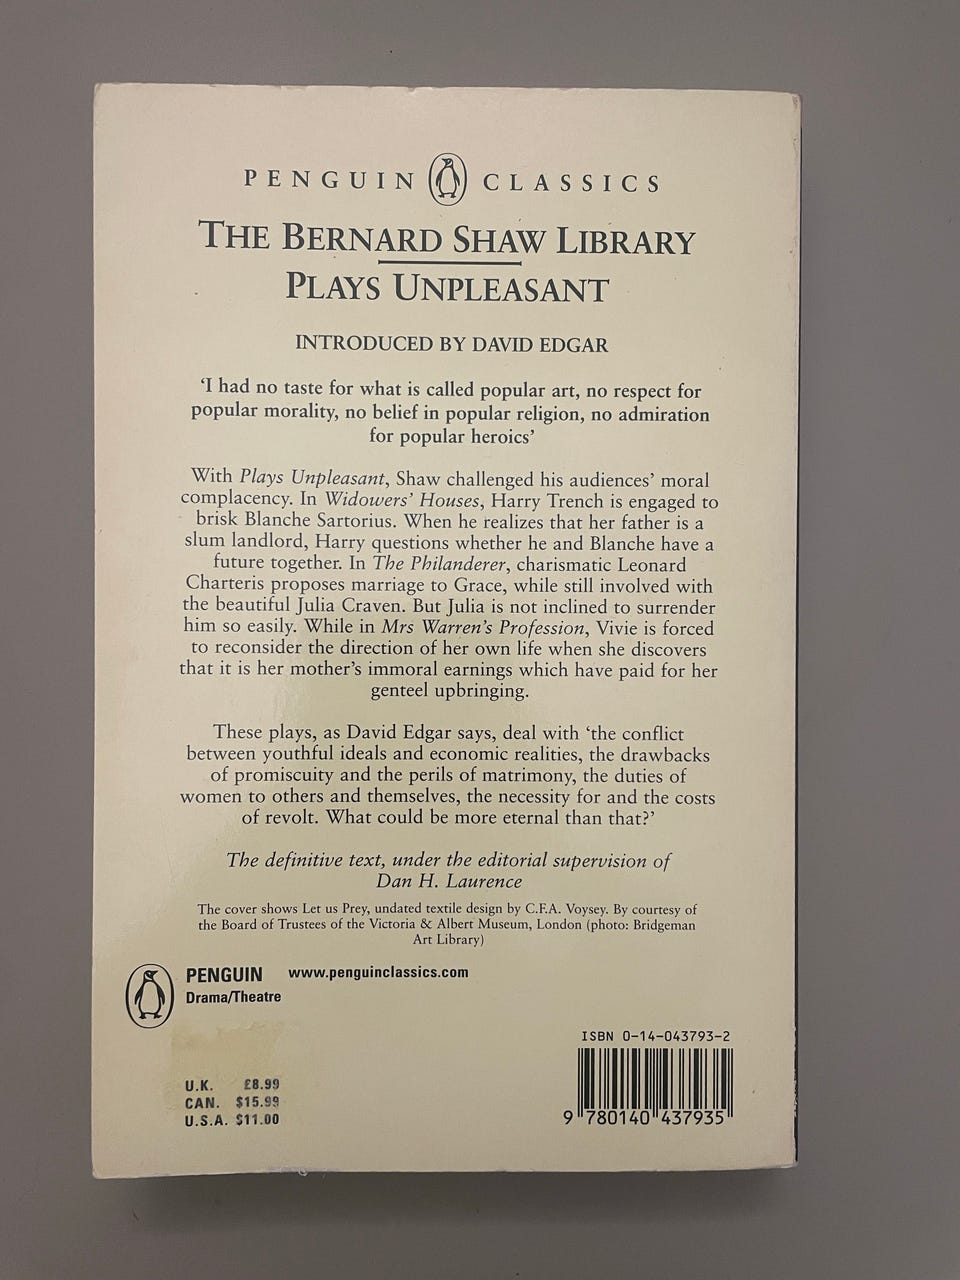 PENGUIN CLASSICS
THE BERNARD SHAW LIBRARY
PLAYS UNPLEASANT
INTRODUCED BY DAVID EDGAR
‘I had no taste for what is called popular art, no respect for
popular morality, no belief in popular religion, no admiration
for popular heroics’
With Plays Unpleasant, Shaw challenged his audiences’ moral
complacency. In Widowers’ Houses, Harry Trench is engaged to
brisk Blanche Sartorius. When he realizes that her father is a
slum landlord, Harry questions whether he and Blanche have a
future together. In The Philanderer, charismatic Leonard
Charteris proposes marriage to Grace, while still involved with
the beautiful Julia Craven. But Julia is not inclined to surrender
him so easily. While in Mrs Warren’s Profession, Vivie is forced
to reconsider the direction of her own life when she discovers
that it is her mother’s immoral earnings which have paid for her
genteel upbringing.
These plays, as David Edgar says, deal with ‘the conflict
between youthful ideals and economic realities, the drawbacks
of promiscuity and the perils of matrimony, the duties of
women to others and themselves, the necessity for and the costs
of revolt. What could be more eternal than that?’
The definitive text, under the editorial supervision of
Dan H. Laurence
The cover shows Let us Prey, undated textile design by C.F.A. Voysey. By courtesy of
the Board of Trustees of the Victoria & Albert Museum, London (photo: Bridgeman
Art Library)
PENGUIN www.penguinclassics.com
Drama/Theatre
U.K. £8.99
CAN. $15.99
U.S.A. $11.00
ISBN 0-14-043793-2
9 780140 437935